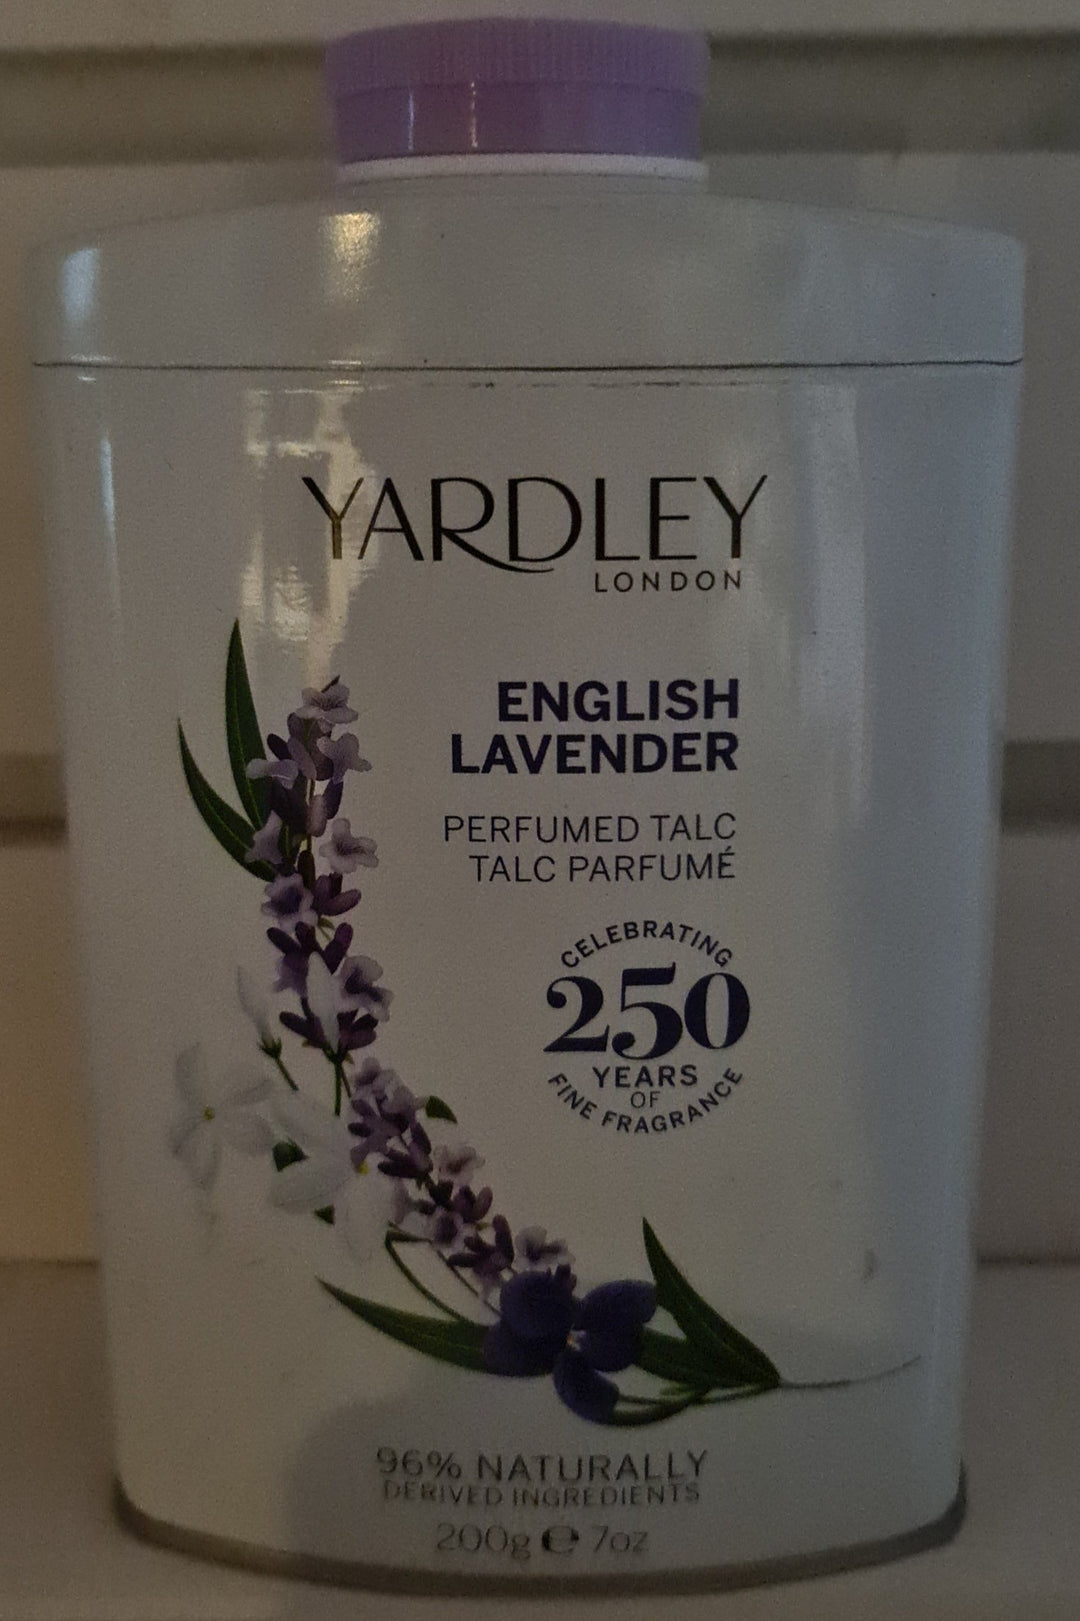 YARDLEY
LONDON
ENGLISH
LAVENDER
PERFUMED TALC
TALC PARFUMÉ
CELEBRATING
250
YEARS
OF
FINE FRAGRANCE
96% NATURALLY
DERIVED INGREDIENTS
200g ℮ 7oz